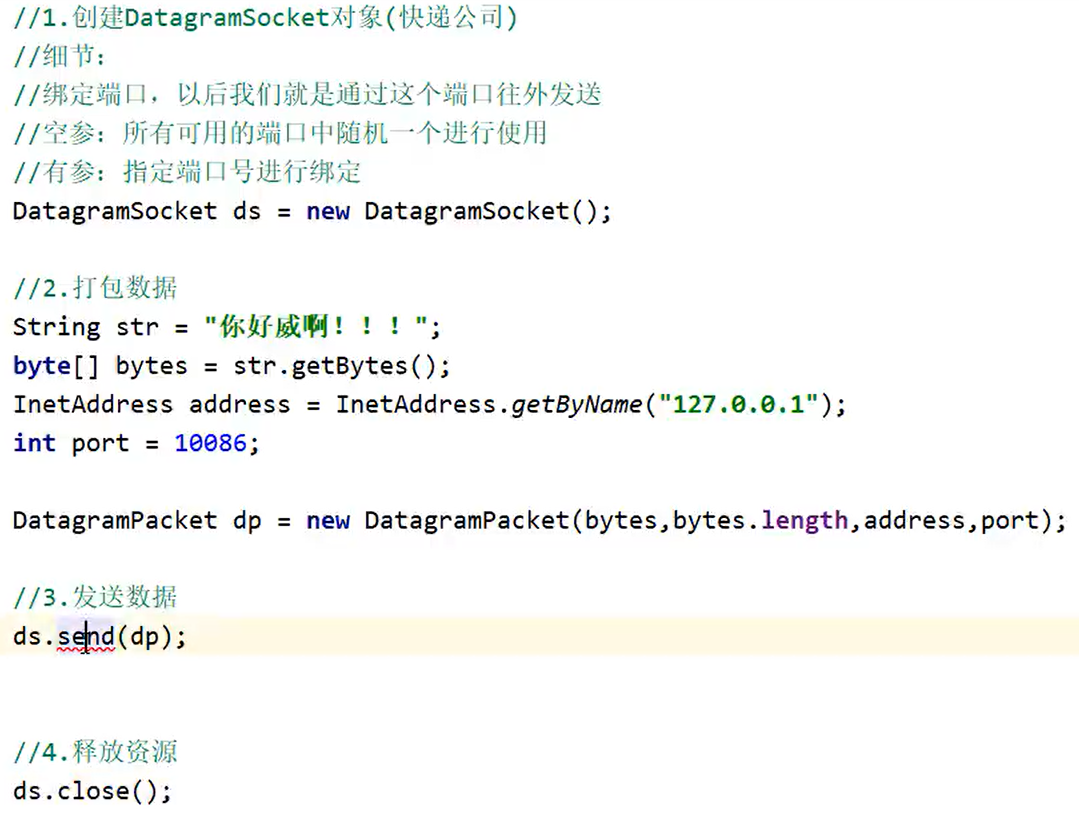 //1.创建DatagramSocket对象(快递公司)
//细节：
//绑定端口，以后我们就是通过这个端口往外发送
//空参：所有可用的端口中随机一个进行使用
//有参：指定端口号进行绑定
DatagramSocket ds = new DatagramSocket();
//2.打包数据
String str = "你好威啊！！！";
byte[] bytes = str.getBytes();
InetAddress address = InetAddress.getByName("127.0.0.1");
int port = 10086;
DatagramPacket dp = new DatagramPacket(bytes,bytes.length,address,port);
//3.发送数据
ds.send(dp);
//4.释放资源
ds.close();